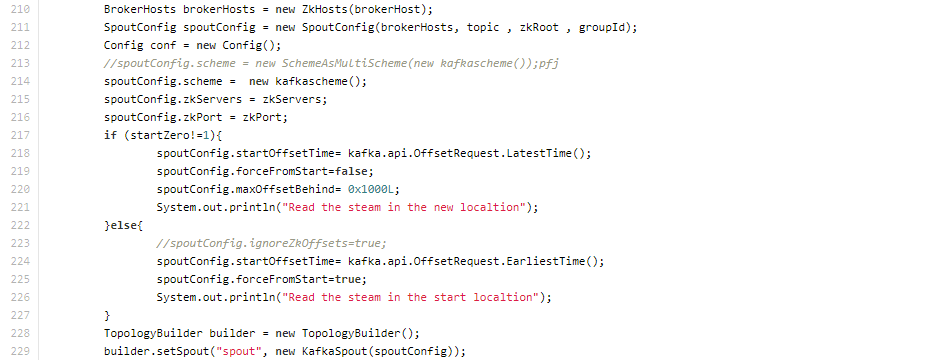 210 BrokerHosts brokerHosts = new ZkHosts(brokerHost);
211 SpoutConfig spoutConfig = new SpoutConfig(brokerHosts, topic , zkRoot , groupId);
212 Config conf = new Config();
213 //spoutConfig.scheme = new SchemeAsMultiScheme(new kafkascheme());pfj
214 spoutConfig.scheme =  new kafkascheme();
215 spoutConfig.zkServers = zkServers;
216 spoutConfig.zkPort = zkPort;
217 if (startZero!=1){
218 spoutConfig.startOffsetTime= kafka.api.OffsetRequest.LatestTime();
219 spoutConfig.forceFromStart=false;
220 spoutConfig.maxOffsetBehind= 0x1000L;
221 System.out.println("Read the steam in the new localtion");
222 }else{
223 //spoutConfig.ignoreZkOffsets=true;
224 spoutConfig.startOffsetTime= kafka.api.OffsetRequest.EarliestTime();
225 spoutConfig.forceFromStart=true;
226 System.out.println("Read the steam in the start localtion");
227 }
228 TopologyBuilder builder = new TopologyBuilder();
229 builder.setSpout("spout", new KafkaSpout(spoutConfig));